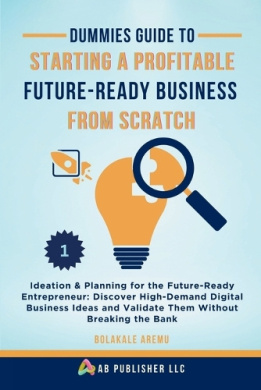 DUMMIES GUIDE TO
STARTING A PROFITABLE
FUTURE-READY BUSINESS
FROM SCRATCH
1
Ideation & Planning for the Future-Ready
Entrepreneur: Discover High-Demand Digital
Business Ideas and Validate Them Without
Breaking the Bank
BOLAKALE AREMU
AB PUBLISHER LLC